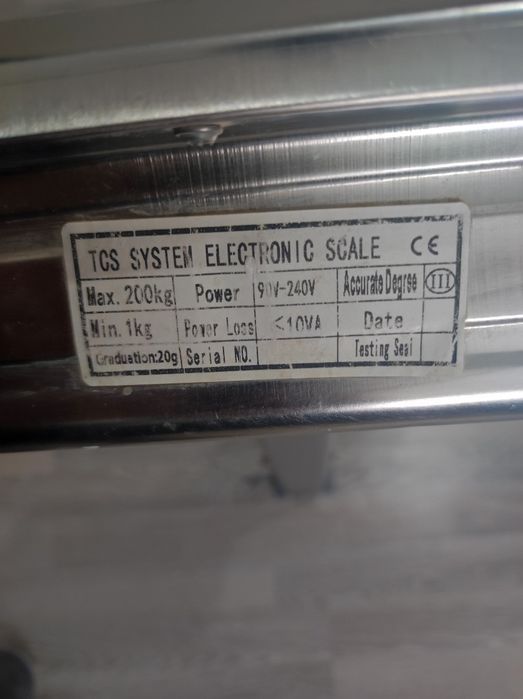 TCS SYSTEM ELECTRONIC SCALE CE
Max. 200kg Power 90V-240V Accurate Degree III
Min. 1kg Power Loss <10VA Date
Graduation:20g Serial NO. Testing Seal